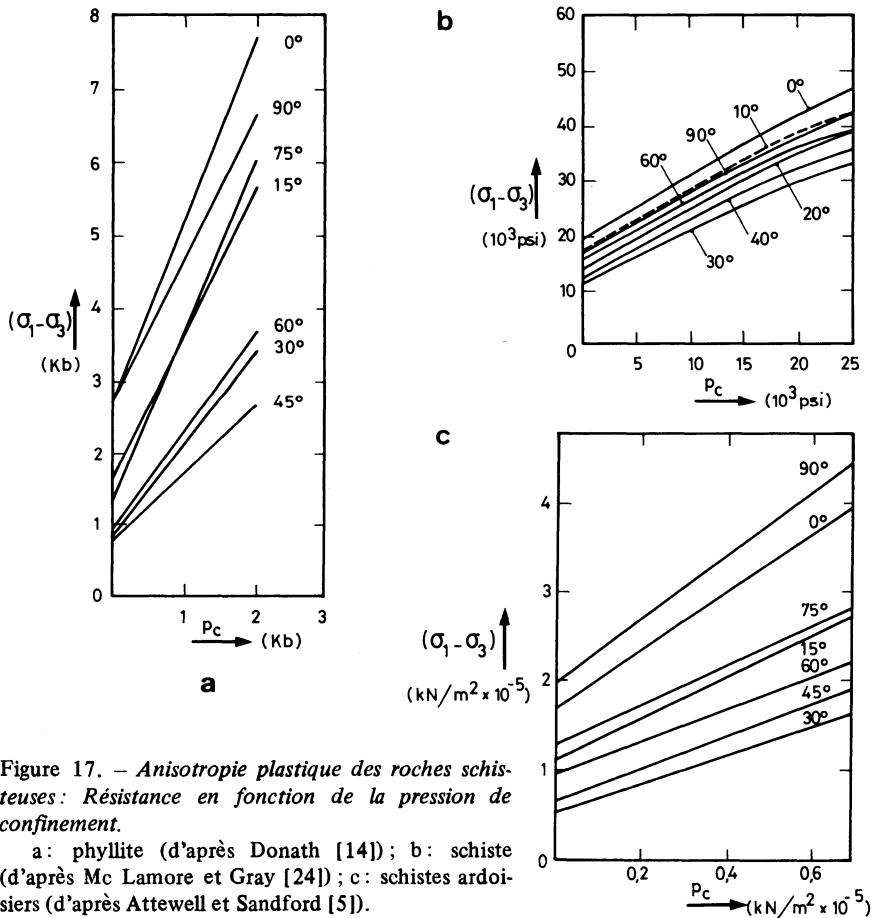 8
7
6
5
4
3
2
1
0
(σ₁−σ₃)
(Kb)
0°
90°
75°
15°
60°
30°
45°
1
2
3
p_c
(Kb)
a
b
60
50
40
30
20
10
0
(σ₁−σ₃)
(10³psi)
0°
10°
90°
60°
20°
40°
30°
5
10
15
20
25
p_c
(10³psi)
c
4
3
2
1
0
(σ₁−σ₃)
(kN/m² x 10⁻⁵)
90°
0°
75°
15°
60°
45°
30°
0,2
0,4
0,6
p_c
(kN/m² x 10⁻⁵)
Figure 17. – Anisotropie plastique des roches schis-
teuses: Résistance en fonction de la pression de
confinement.
a: phyllite (d'après Donath [14]) ; b: schiste
(d'après Mc Lamore et Gray [24]) ; c: schistes ardoi-
siers (d'après Attewell et Sandford [5]).